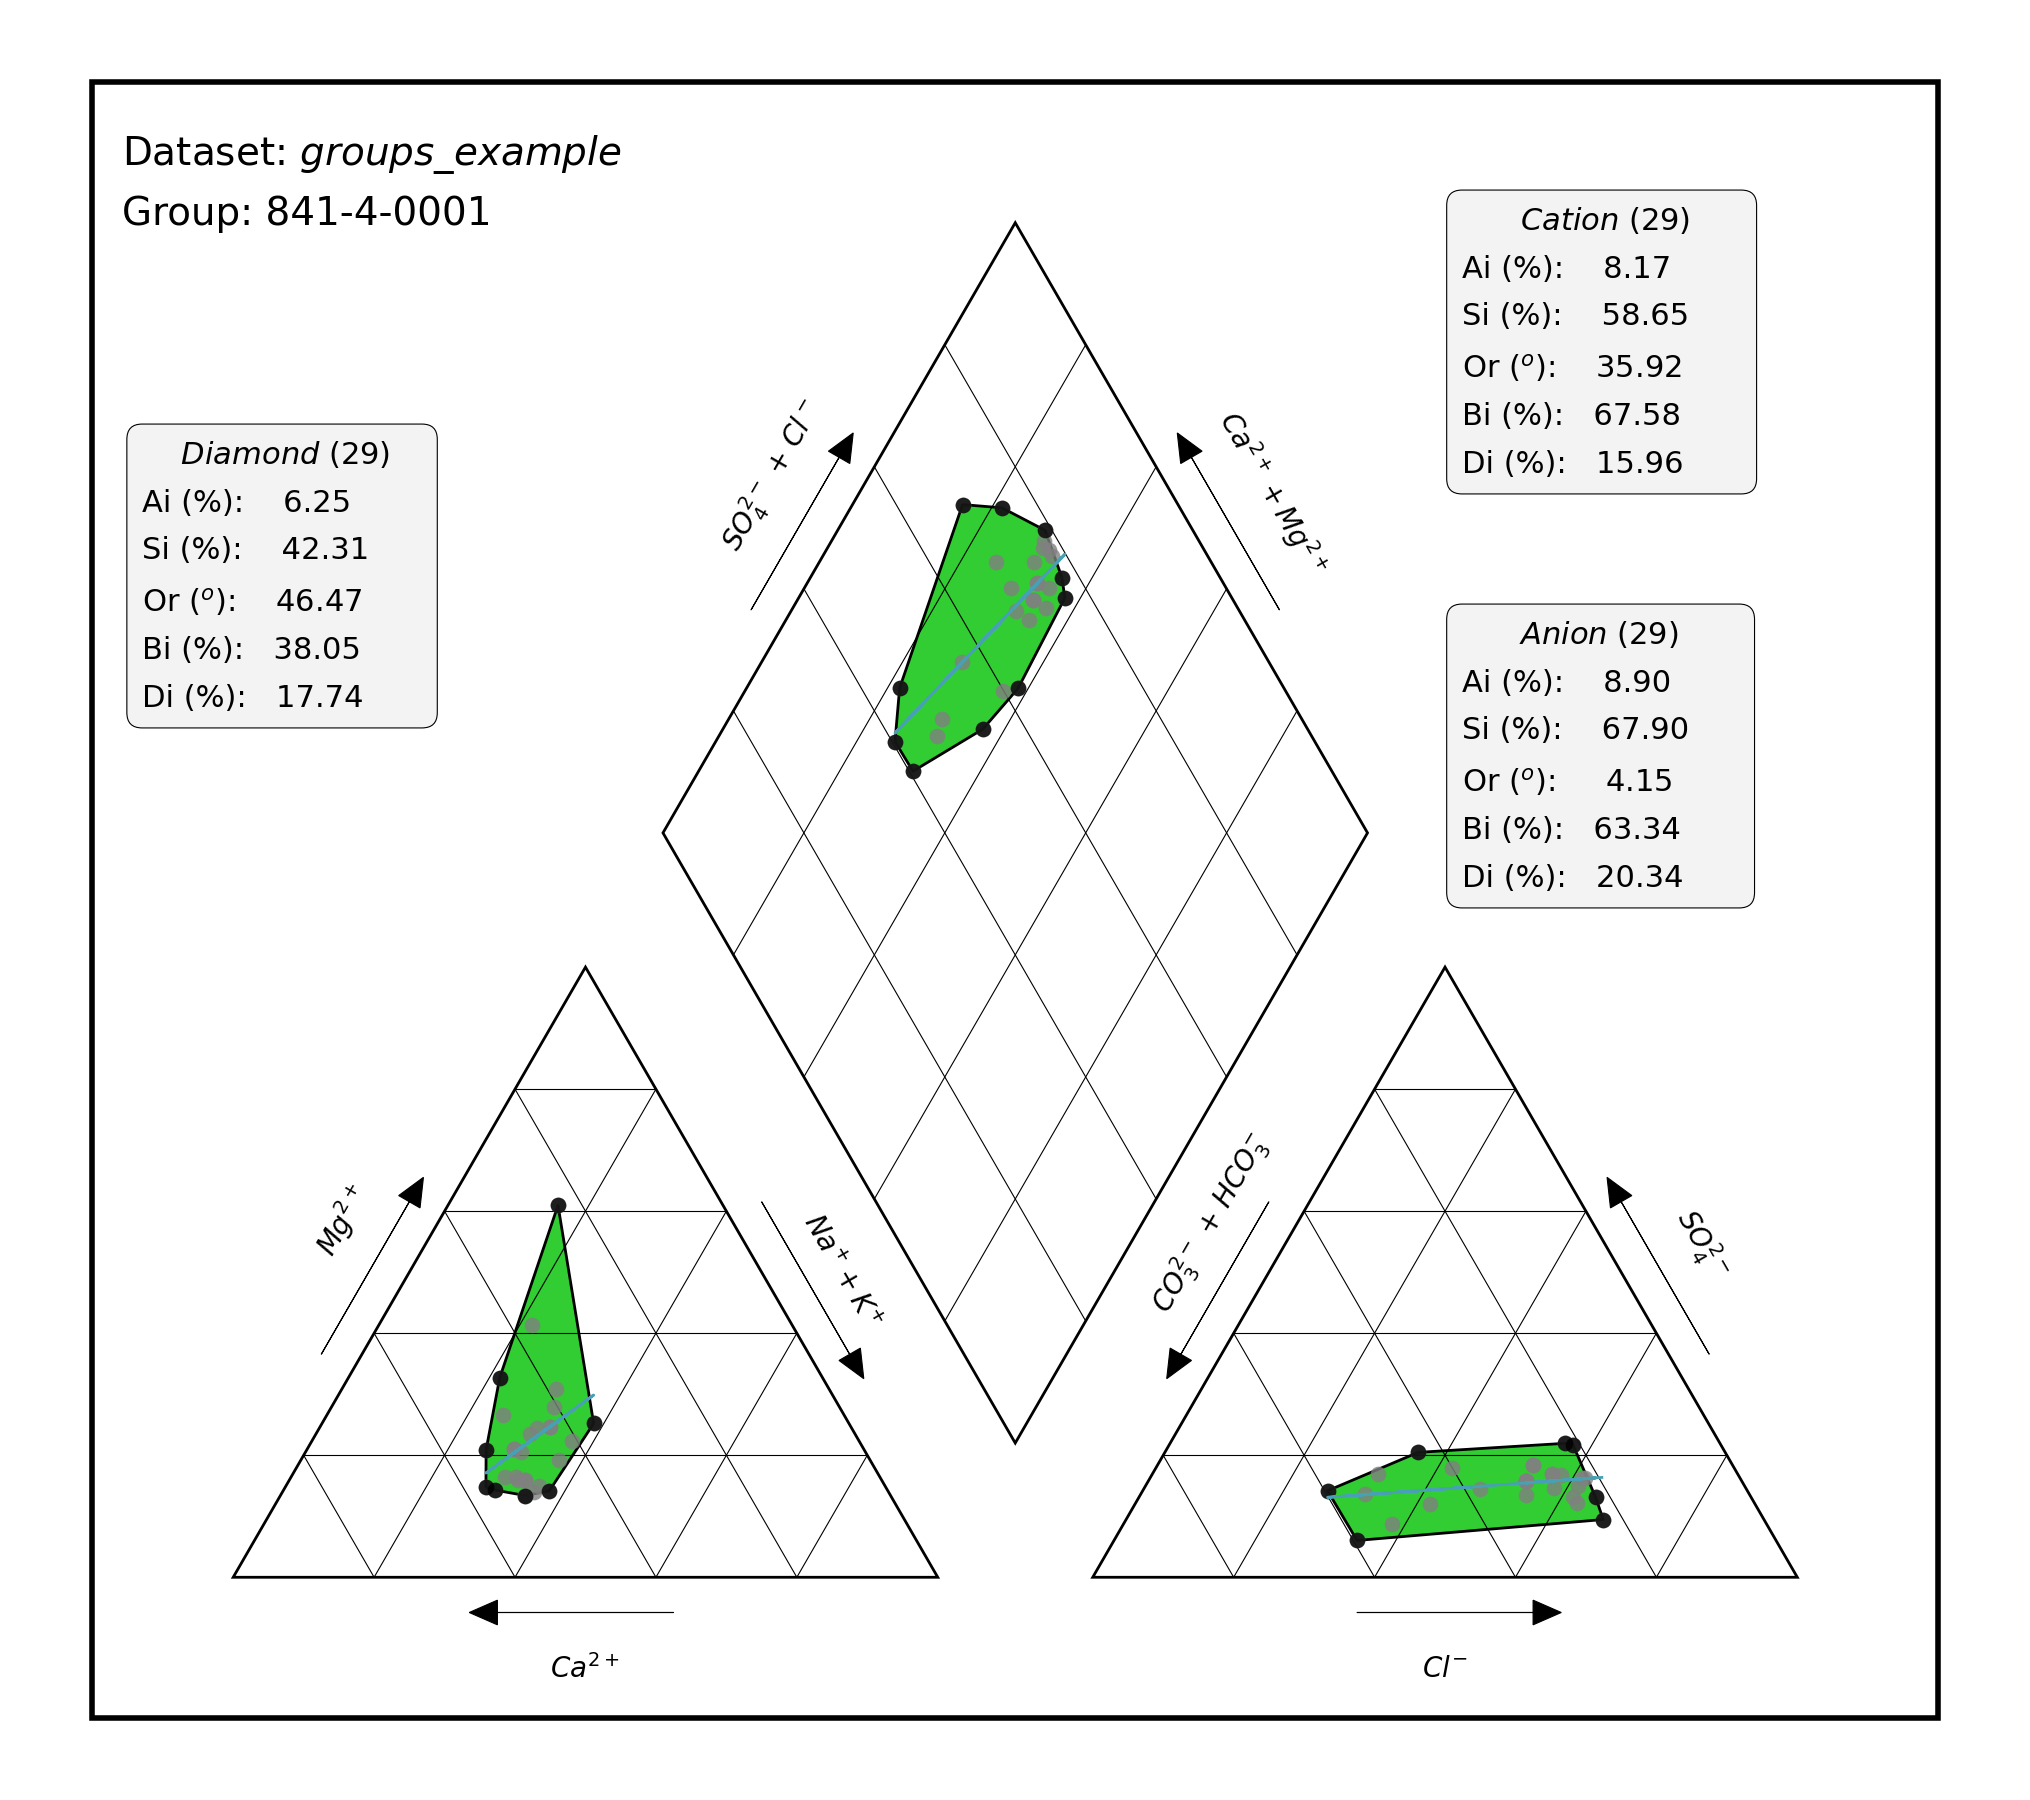 Dataset: groups_example
Group: 841-4-0001
Cation (29)
Ai (%): 8.17
Si (%): 58.65
Or (°): 35.92
Bi (%): 67.58
Di (%): 15.96
SO₄²⁻ + Cl⁻
Ca²⁺ + Mg²⁺
Diamond (29)
Ai (%): 6.25
Si (%): 42.31
Or (°): 46.47
Bi (%): 38.05
Di (%): 17.74
Anion (29)
Ai (%): 8.90
Si (%): 67.90
Or (°): 4.15
Bi (%): 63.34
Di (%): 20.34
Mg²⁺
Na⁺ + K⁺
CO₃²⁻ + HCO₃⁻
SO₄²⁻
Ca²⁺
Cl⁻